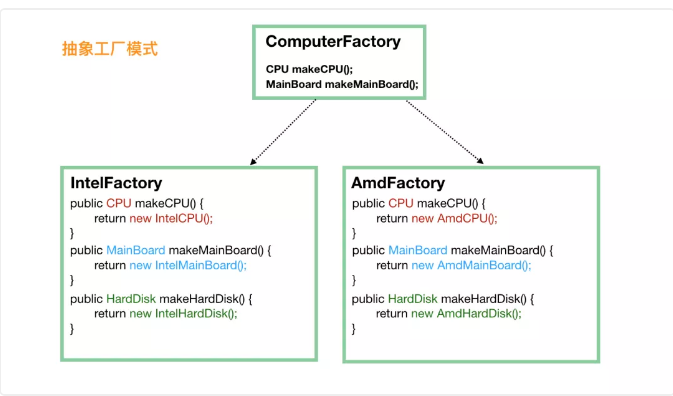 抽象工厂模式
ComputerFactory
CPU makeCPU();
MainBoard makeMainBoard();
IntelFactory
public CPU makeCPU() {
return new IntelCPU();
}
public MainBoard makeMainBoard() {
return new IntelMainBoard();
}
public HardDisk makeHardDisk() {
return new IntelHardDisk();
}
AmdFactory
public CPU makeCPU() {
return new AmdCPU();
}
public MainBoard makeMainBoard() {
return new AmdMainBoard();
}
public HardDisk makeHardDisk() {
return new AmdHardDisk();
}